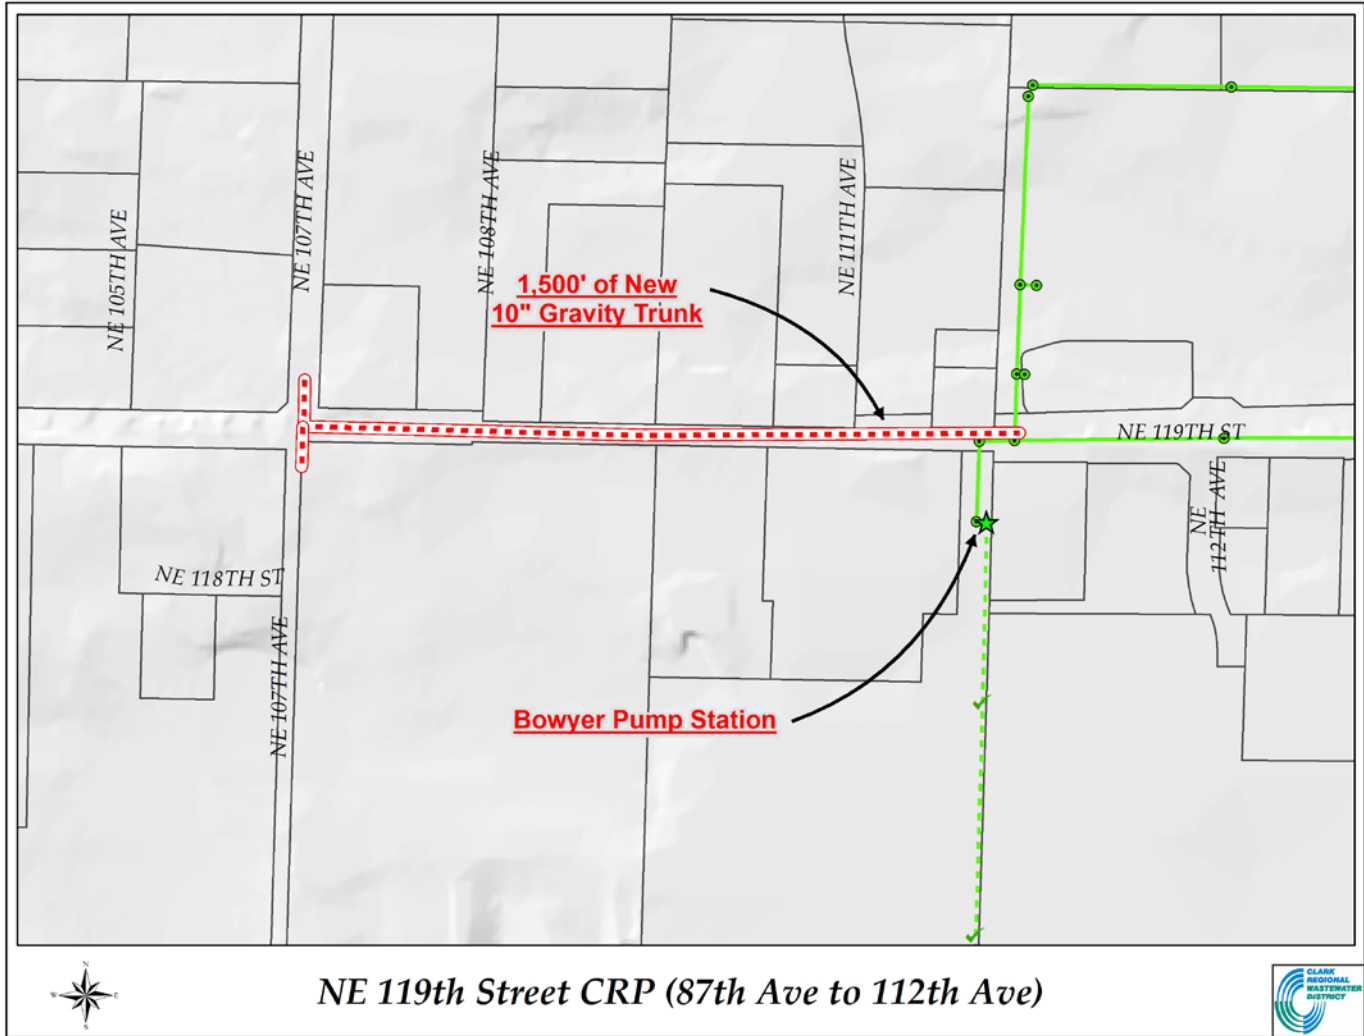 NE 105TH AVE
NE 107TH AVE
NE 108TH AVE
NE 111TH AVE
1,500' of New
10" Gravity Trunk
NE 119TH ST
NE
112TH AVE
NE 118TH ST
NE 107TH AVE
Bowyer Pump Station
N
W
E
S
NE 119th Street CRP (87th Ave to 112th Ave)
CLARK
REGIONAL
WASTEWATER
DISTRICT